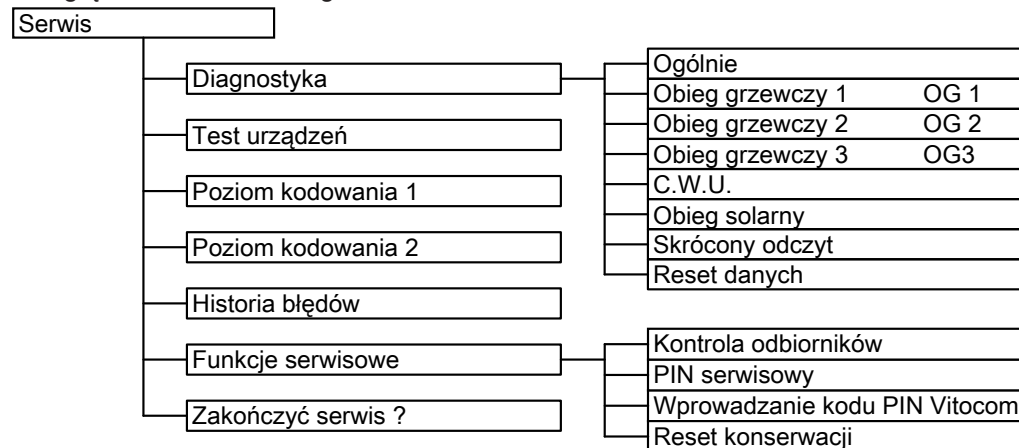 Serwis
Diagnostyka
Ogólnie
Obieg grzewczy 1 OG 1
Obieg grzewczy 2 OG 2
Obieg grzewczy 3 OG3
C.W.U.
Obieg solarny
Skrócony odczyt
Reset danych
Test urządzeń
Poziom kodowania 1
Poziom kodowania 2
Historia błędów
Funkcje serwisowe
Kontrola odbiorników
PIN serwisowy
Wprowadzanie kodu PIN Vitocom
Reset konserwacji
Zakończyć serwis ?